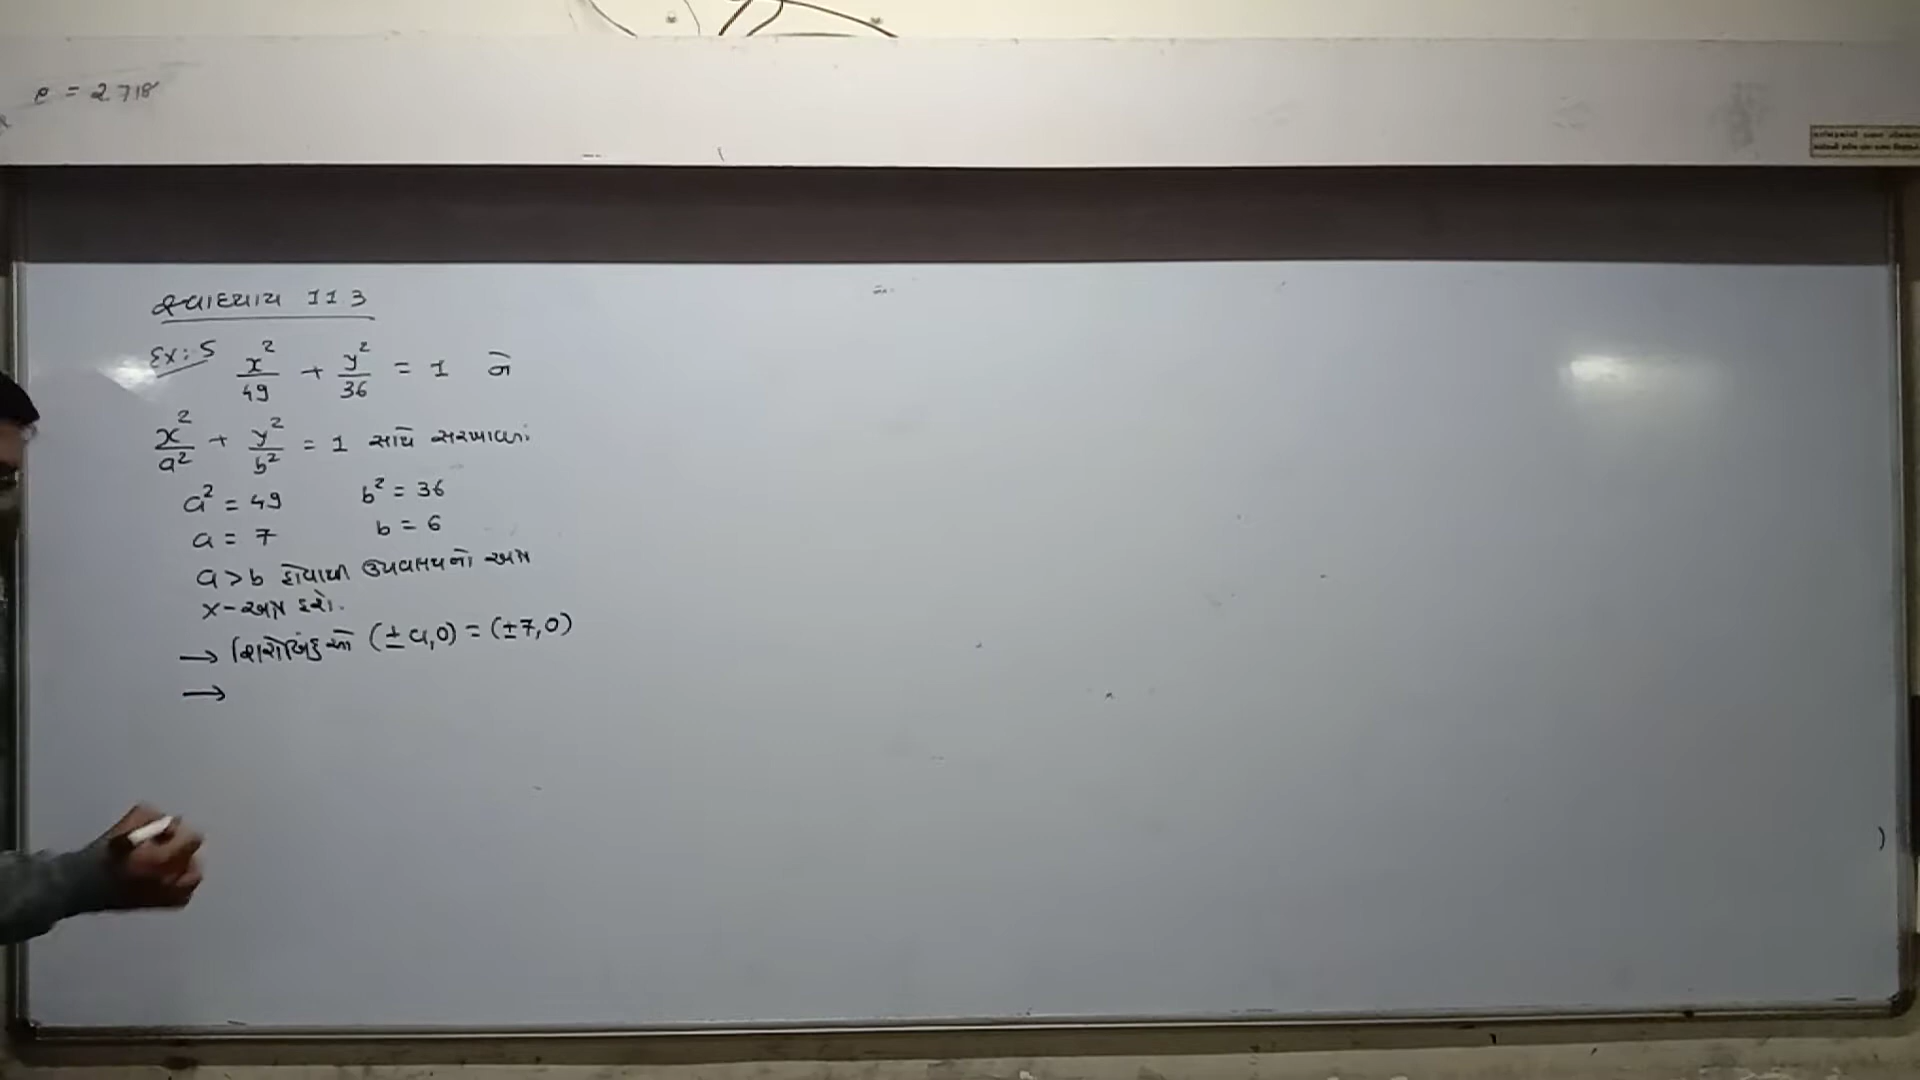 e = 2.718
સ્વાધ્યાય 11.3
Ex: 5 x²/49 + y²/36 = 1 ને
x²/a² + y²/b² = 1 સાથે સરખાવતાં
a² = 49 b² = 36
a = 7 b = 6
a > b હોવાથી ઉપવલયનો અક્ષ
x-અક્ષ હશે.
→ શિરોબિંદુઓ (±a,0) = (±7,0)
→